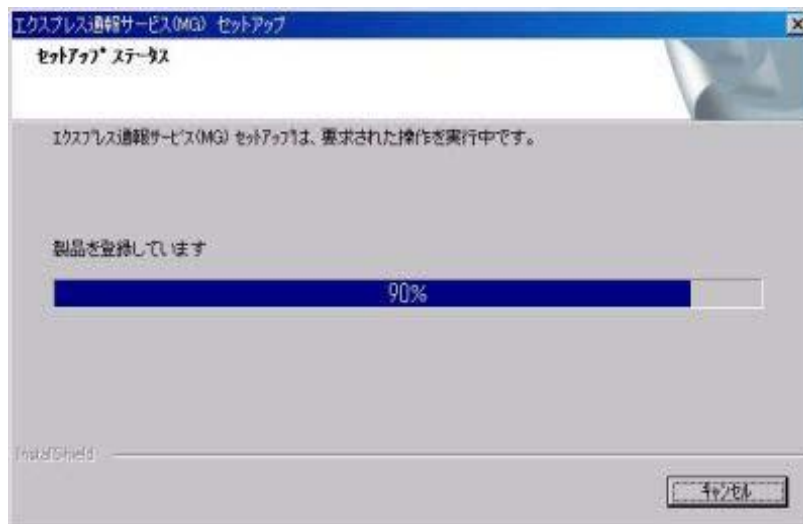 エクスプレス通報サービス(MG) セットアップ
ｾｯﾄｱｯﾌﾟ ｽﾃｰﾀｽ
ｴｸｽﾌﾟﾚｽ通報ｻｰﾋﾞｽ(MG) ｾｯﾄｱｯﾌﾟは、要求された操作を実行中です。
製品を登録しています
90%
InstallShield
ｷｬﾝｾﾙ